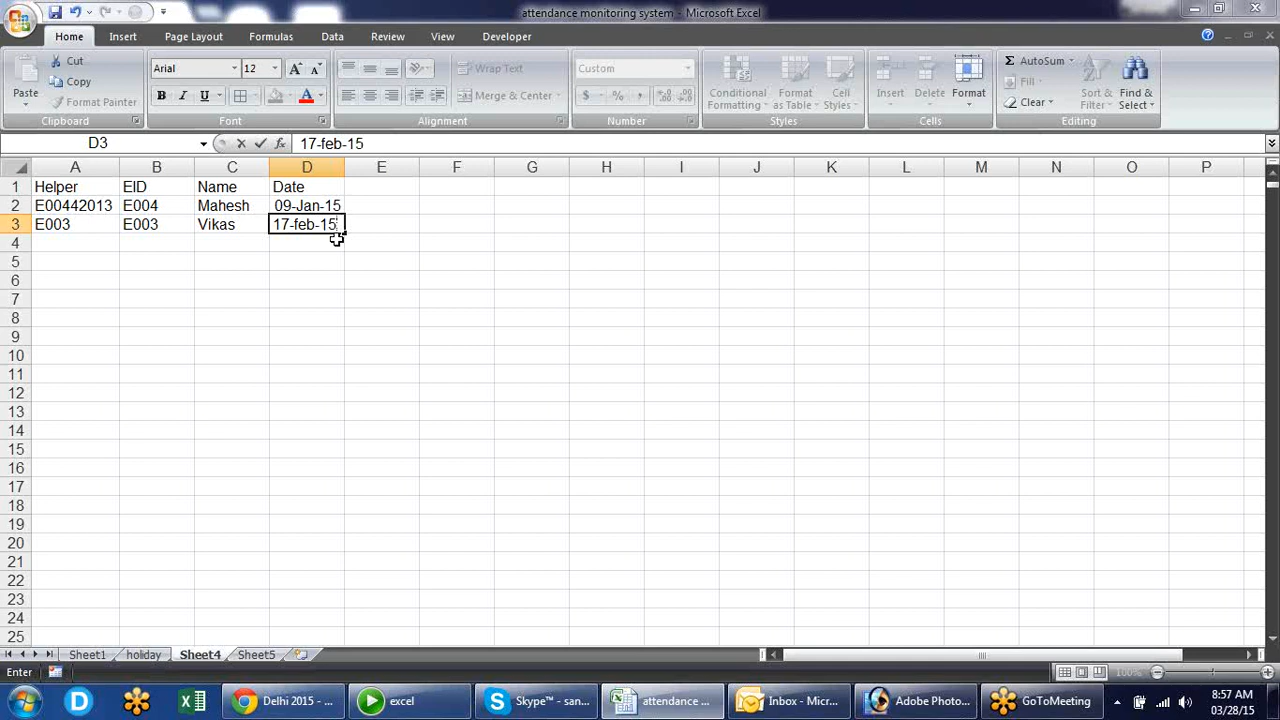 attendance monitoring system - Microsoft Excel
Home Insert Page Layout Formulas Data Review View Developer
Cut
Copy
Format Painter
Paste
Clipboard
Arial 12
B I U
Font
Wrap Text
Merge & Center
Alignment
Custom
$ % ,
Number
Conditional Formatting
Format as Table
Cell Styles
Styles
Insert Delete Format
Cells
AutoSum
Fill
Clear
Sort & Filter
Find & Select
Editing
D3 fx 17-feb-15
A B C D E F G H I J K L M N O P
1 Helper EID Name Date
2 E00442013 E004 Mahesh 09-Jan-15
3 E003 E003 Vikas 17-feb-15
4
5
6
7
8
9
10
11
12
13
14
15
16
17
18
19
20
21
22
23
24
25
Sheet1 holiday Sheet4 Sheet5
Enter 100%
Delhi 2015 - ... excel Skype™ - san... attendance ... Inbox - Micr... Adobe Photo... GoToMeeting 8:57 AM
03/28/15